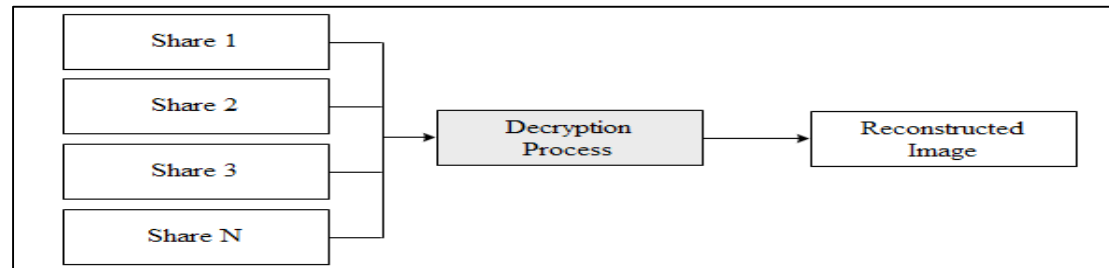 Share 1
Share 2
Share 3
Share N
Decryption
Process
Reconstructed
Image